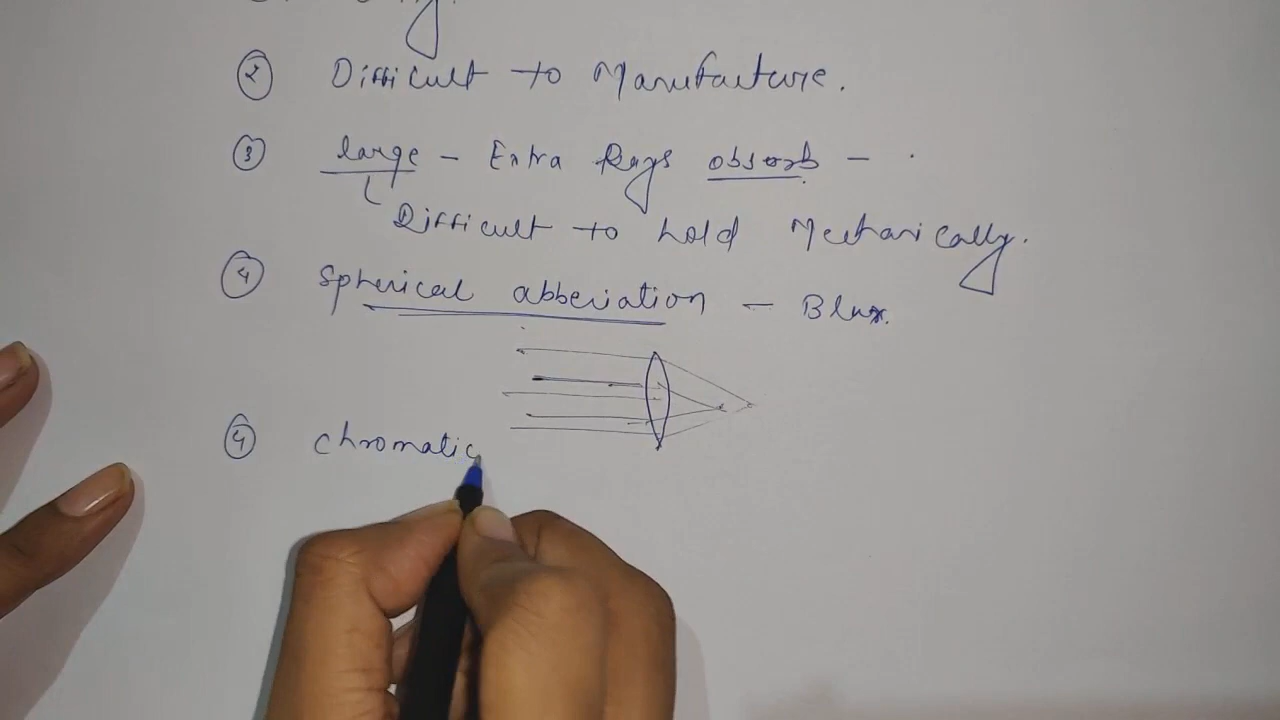 ② Difficult to Manufacture.
③ large - Extra Rays absorb -
Difficult to hold Mechanically.
④ Spherical abberiation - Blur.
④ Chromatic